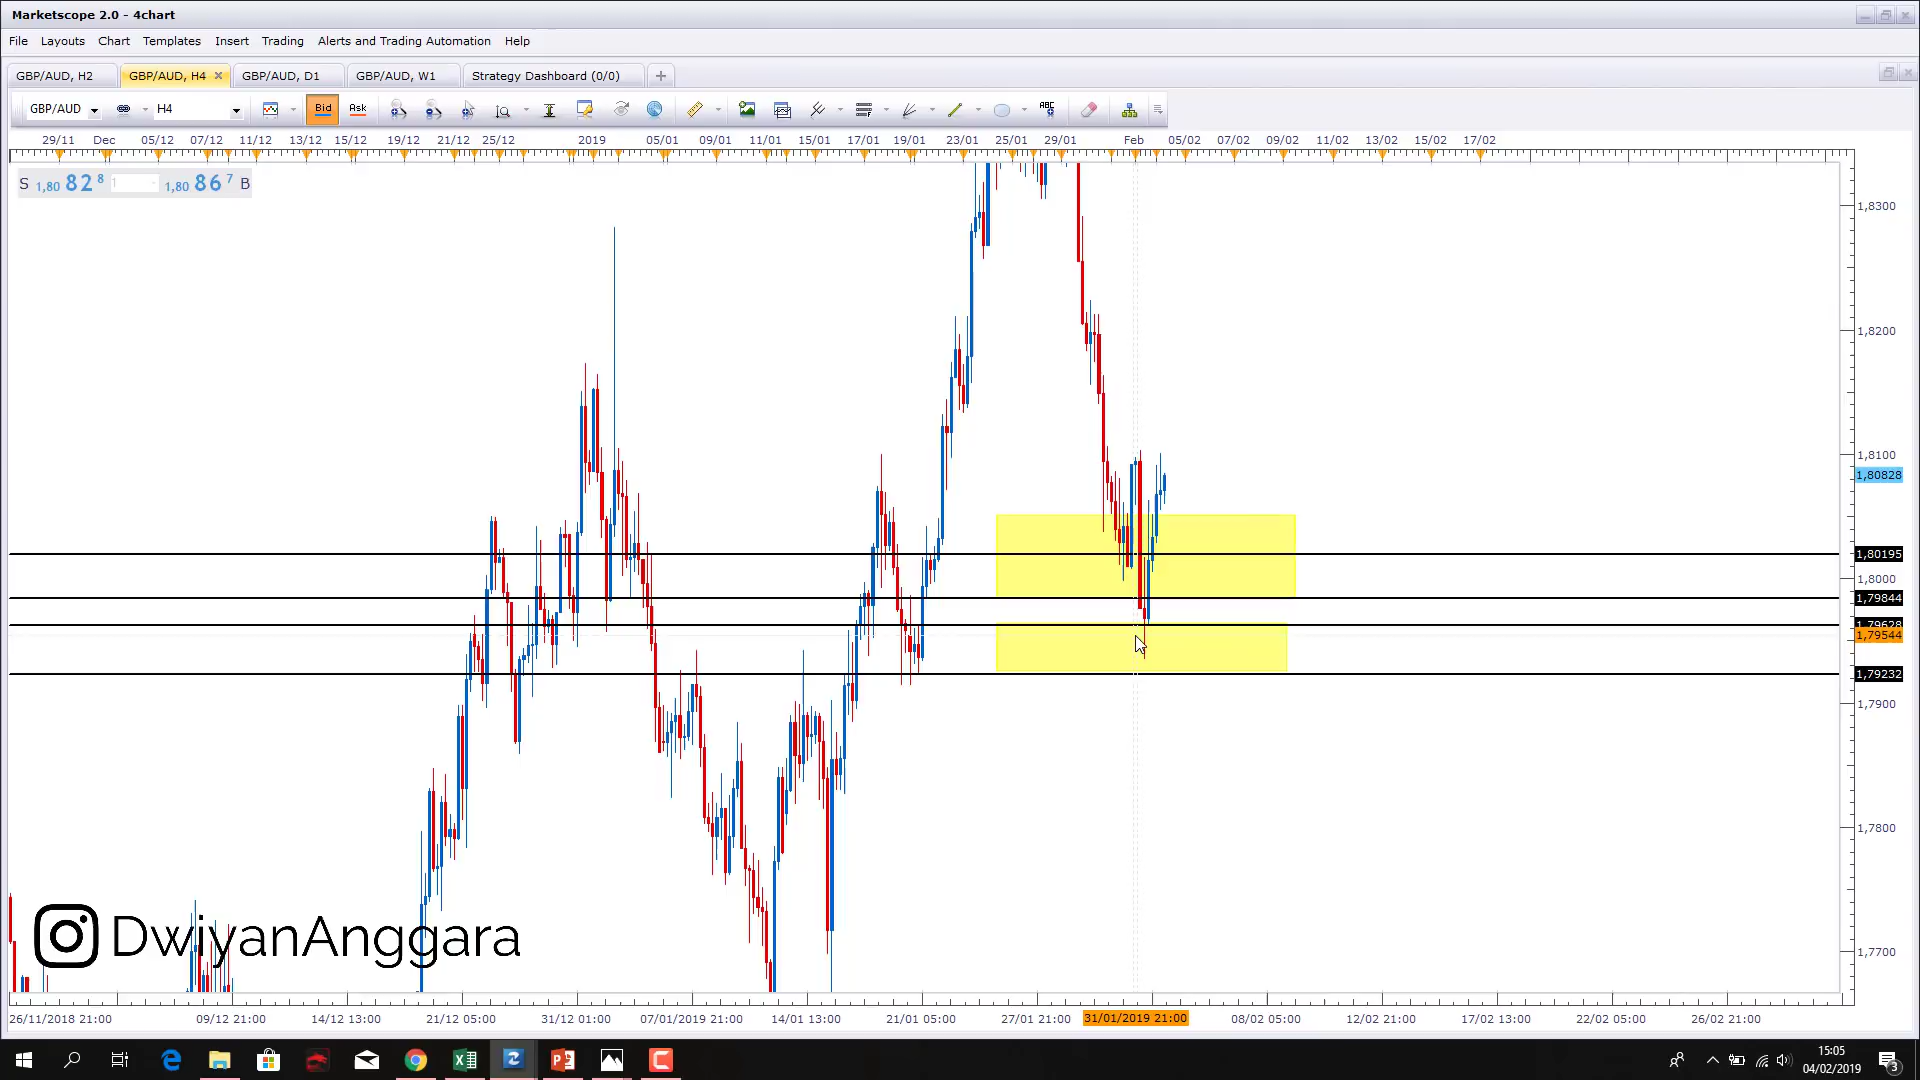 Marketscope 2.0 - 4chart
File Layouts Chart Templates Insert Trading Alerts and Trading Automation Help
GBP/AUD, H2 GBP/AUD, H4 GBP/AUD, D1 GBP/AUD, W1 Strategy Dashboard (0/0)
GBP/AUD H4 Bid Ask ABC
29/11 Dec 05/12 07/12 11/12 13/12 15/12 19/12 21/12 25/12 2019 05/01 09/01 11/01 15/01 17/01 19/01 23/01 25/01 29/01 Feb 05/02 07/02 09/02 11/02 13/02 15/02 17/02
S 1,80 82 8 1 1,80 86 7 B
1,8300
1,8200
1,8100
1,80828
1,80195
1,8000
1,79844
1,79628
1,79544
1,79232
1,7900
1,7800
1,7700
DwiyanAnggara
26/11/2018 21:00 09/12 21:00 14/12 13:00 21/12 05:00 31/12 01:00 07/01/2019 21:00 14/01 13:00 21/01 05:00 27/01 21:00 31/01/2019 21:00 08/02 05:00 12/02 21:00 17/02 13:00 22/02 05:00 26/02 21:00
15:05
04/02/2019
3